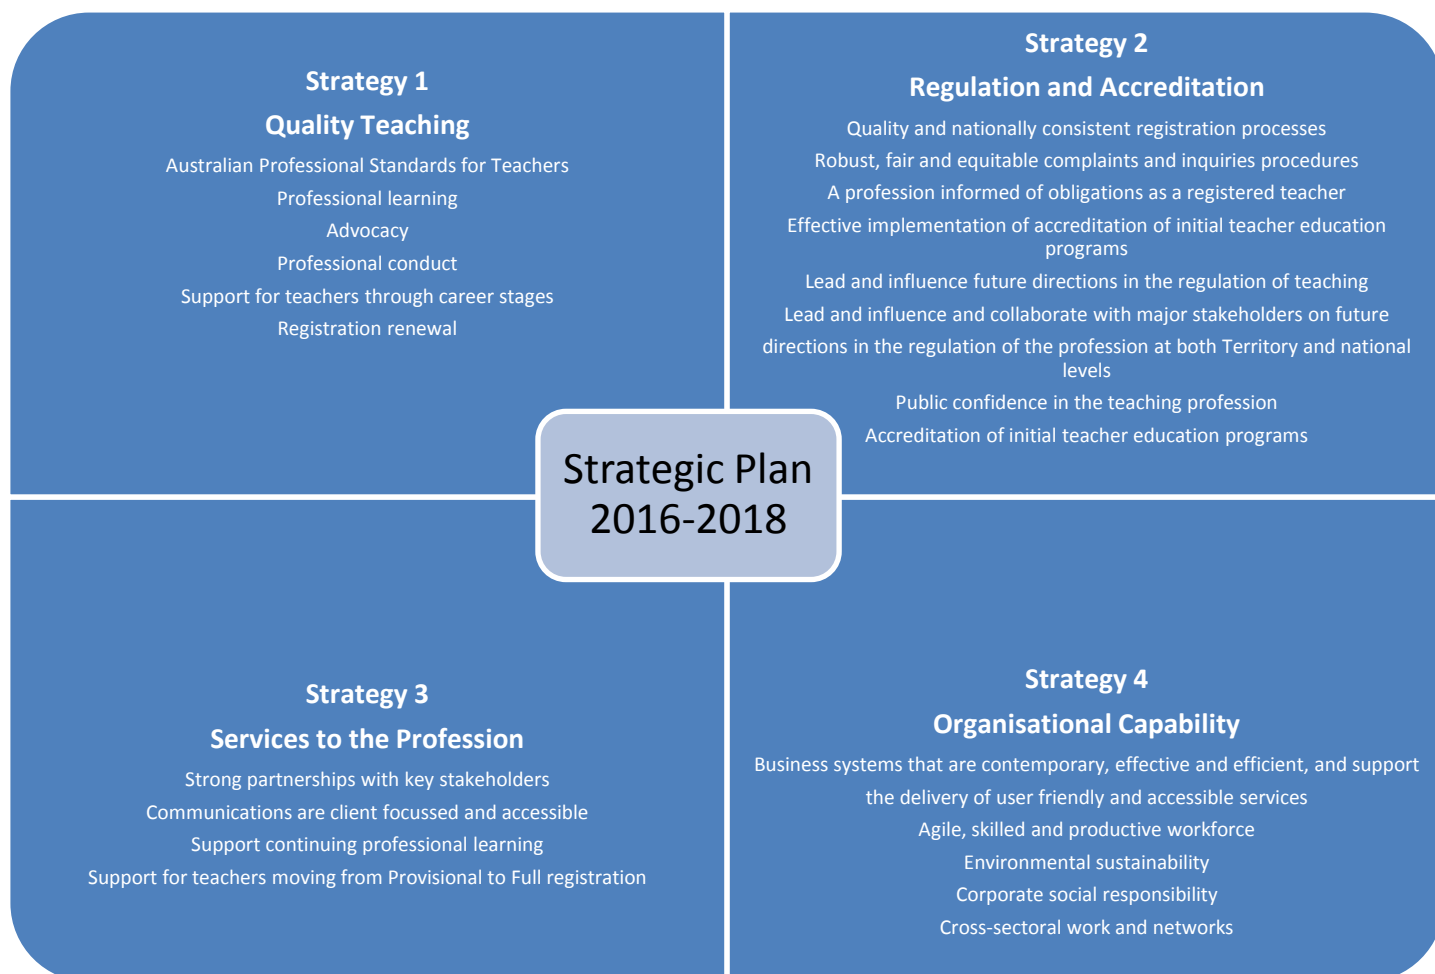 Strategy 1
Quality Teaching
Australian Professional Standards for Teachers
Professional learning
Advocacy
Professional conduct
Support for teachers through career stages
Registration renewal
Strategy 2
Regulation and Accreditation
Quality and nationally consistent registration processes
Robust, fair and equitable complaints and inquiries procedures
A profession informed of obligations as a registered teacher
Effective implementation of accreditation of initial teacher education
programs
Lead and influence future directions in the regulation of teaching
Lead and influence and collaborate with major stakeholders on future
directions in the regulation of the profession at both Territory and national
levels
Public confidence in the teaching profession
Accreditation of initial teacher education programs
Strategic Plan
2016-2018
Strategy 3
Services to the Profession
Strong partnerships with key stakeholders
Communications are client focussed and accessible
Support continuing professional learning
Support for teachers moving from Provisional to Full registration
Strategy 4
Organisational Capability
Business systems that are contemporary, effective and efficient, and support
the delivery of user friendly and accessible services
Agile, skilled and productive workforce
Environmental sustainability
Corporate social responsibility
Cross-sectoral work and networks